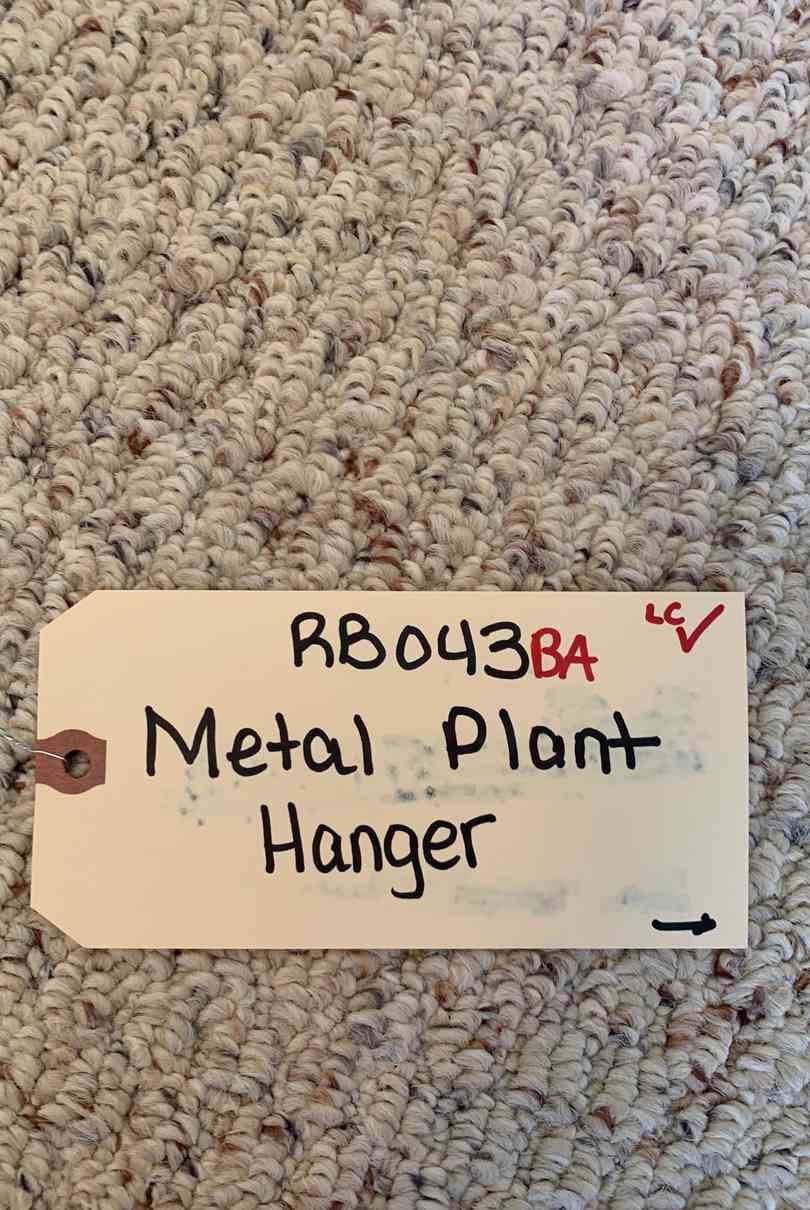 RB043BA LC ✓
Metal Plant
Hanger
→